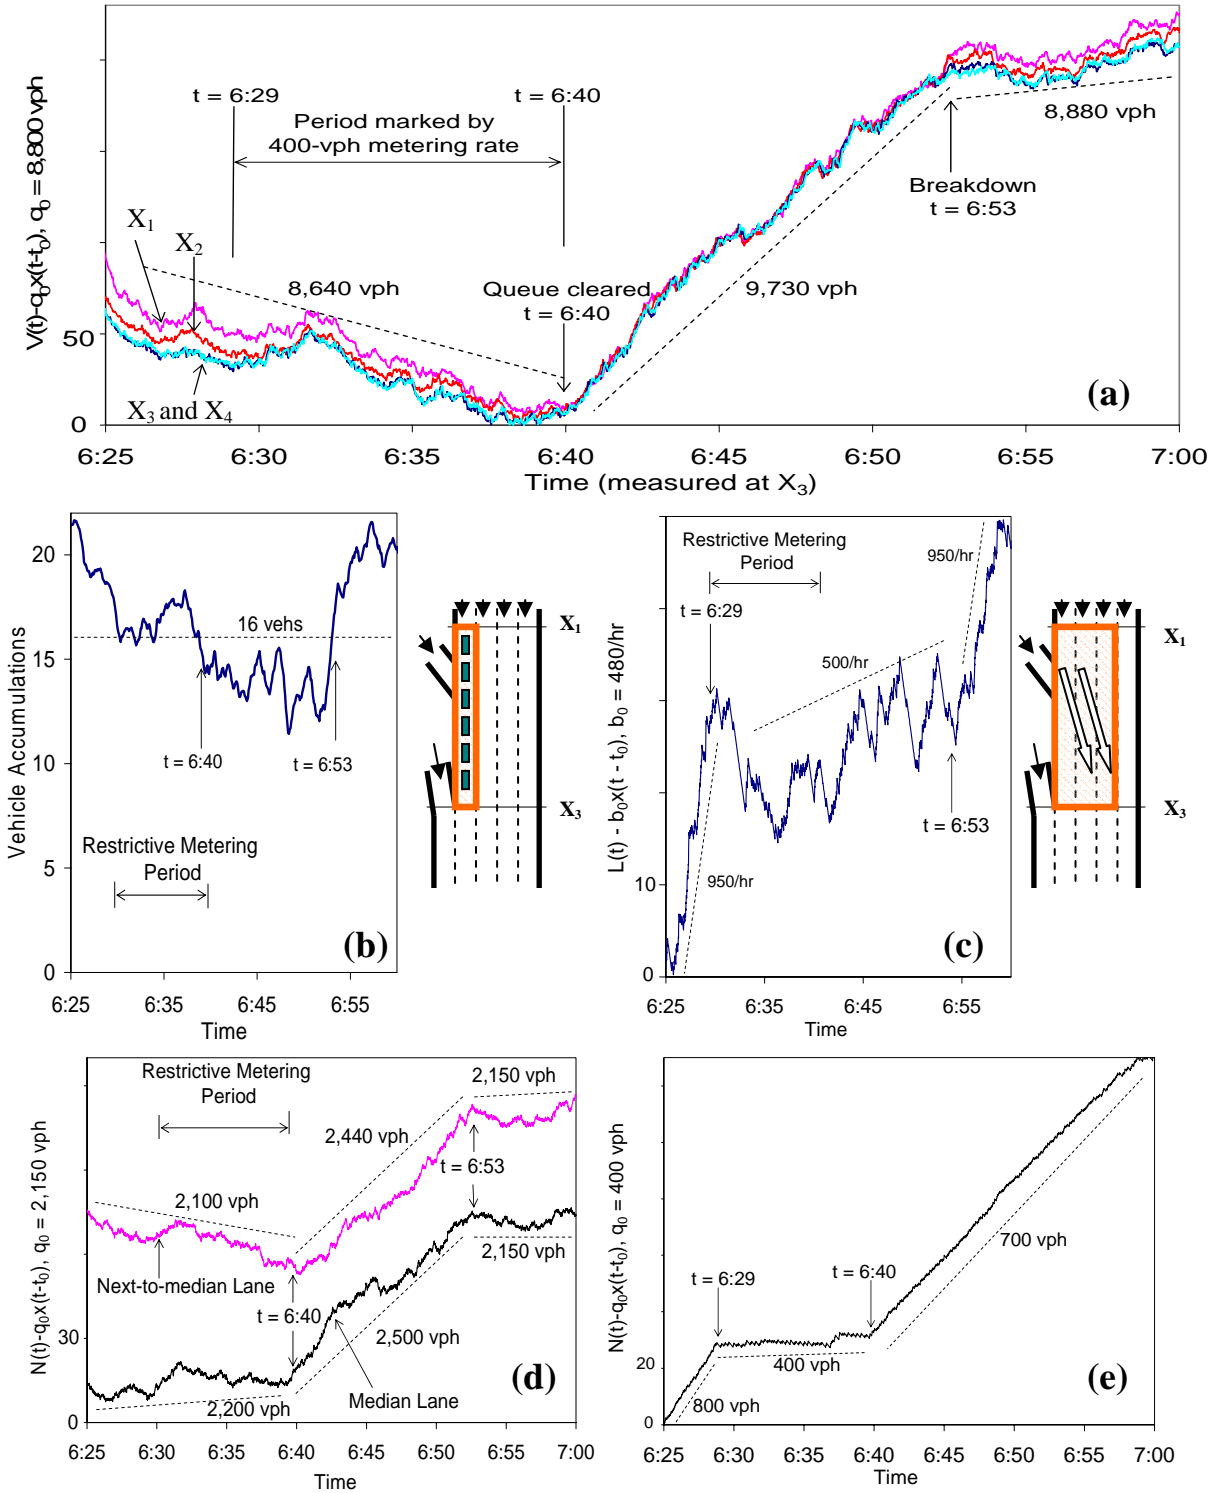 V(t)-q₀x(t-t₀), q₀ = 8,800 vph
t = 6:29
t = 6:40
Period marked by
400-vph metering rate
8,880 vph
Breakdown
t = 6:53
X₁
X₂
8,640 vph
Queue cleared
t = 6:40
9,730 vph
50
X₃ and X₄
(a)
0
6:25 6:30 6:35 6:40 6:45 6:50 6:55 7:00
Time (measured at X₃)
Vehicle Accumulations
20
15
10
5
0
16 vehs
t = 6:40
t = 6:53
Restrictive Metering
Period
(b)
6:25 6:35 6:45 6:55
Time
X₁
X₃
L(t) - b₀x(t - t₀), b₀ = 480/hr
Restrictive Metering
Period
950/hr
t = 6:29
500/hr
t = 6:53
950/hr
10
0
(c)
6:25 6:35 6:45 6:55
Time
X₁
X₃
N(t)-q₀x(t-t₀), q₀ = 2,150 vph
Restrictive Metering
Period
2,150 vph
2,440 vph
t = 6:53
2,100 vph
2,150 vph
Next-to-median Lane
t = 6:40
30
2,500 vph
(d)
Median Lane
2,200 vph
0
6:25 6:30 6:35 6:40 6:45 6:50 6:55 7:00
Time
N(t)-q₀x(t-t₀), q₀ = 400 vph
700 vph
t = 6:29
t = 6:40
20
400 vph
(e)
800 vph
0
6:25 6:30 6:35 6:40 6:45 6:50 6:55 7:00
Time